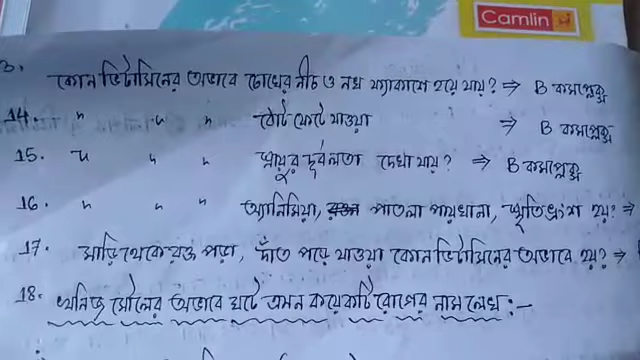 Camlin
3. কোন ভিটামিনের অভাবে চোখের নীচ ও নখ ফ্যাকাশে হয়ে যায়? ⇒ B কমপ্লেক্স
14. " " " ঠোঁট ফেটে যাওয়া ⇒ B কমপ্লেক্স
15. " " " স্নায়ুর দুর্বলতা দেখা যায়? ⇒ B কমপ্লেক্স
16. " " " অ্যানিমিয়া, পাতলা পায়খানা, স্মৃতিভ্রংশ হয়? ⇒
17. মাড়ি থেকে রক্ত পড়া, দাঁত পড়ে যাওয়া কোন ভিটামিনের অভাবে হয়? ⇒
18. খনিজ মৌলের অভাবে ঘটে এমন কয়েকটি রোগের নাম লেখ :-